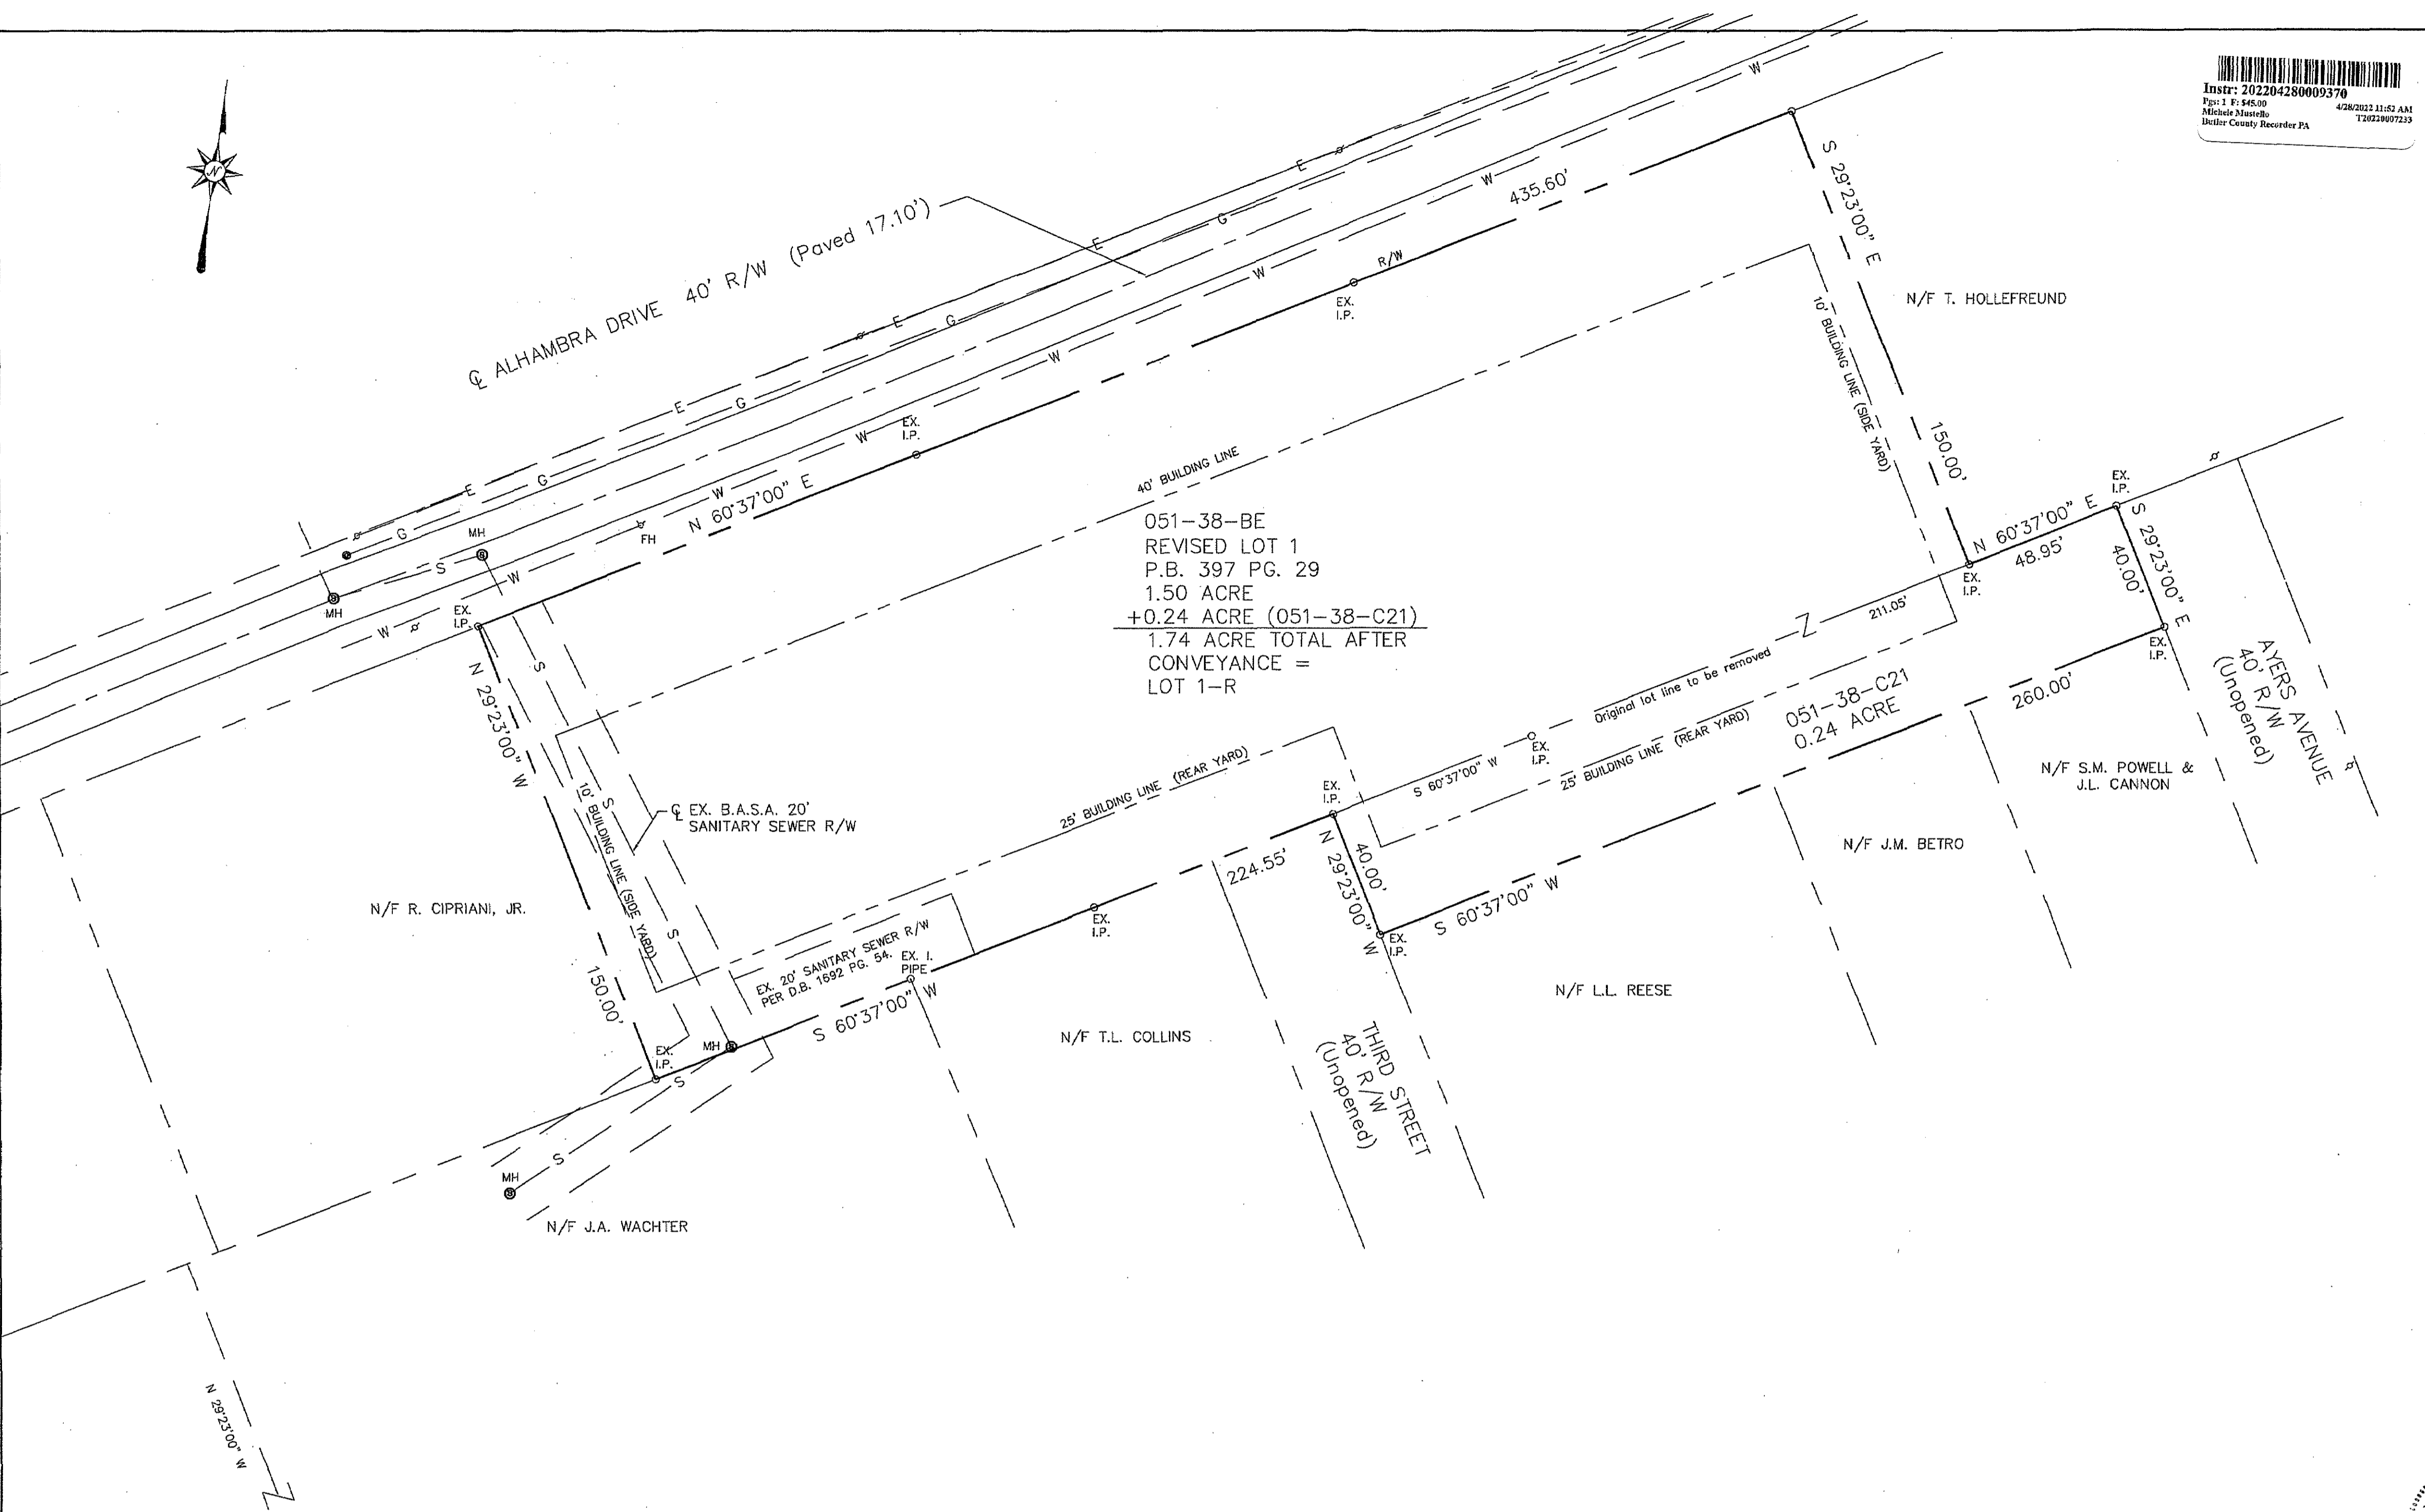 Instr: 202204280009370
Pgs: 1 F: $45.00
4/28/2022 11:52 AM
Michele Mustello
T20220007233
Butler County Recorder PA
N
℄ ALHAMBRA DRIVE 40' R/W (Paved 17.10')
E
E
E
E
E
G
G
G
G
G
W
W
W
W
W
W
W
W
W
435.60'
R/W
EX.
I.P.
S 29°23'00" E
150.00'
N/F T. HOLLEFREUND
10' BUILDING LINE (SIDE YARD)
EX.
I.P.
N 60°37'00" E
40' BUILDING LINE
MH
S
MH
FH
EX.
I.P.
051-38-BE
REVISED LOT 1
P.B. 397 PG. 29
1.50 ACRE
+0.24 ACRE (051-38-C21)
1.74 ACRE TOTAL AFTER
CONVEYANCE =
LOT 1-R
EX.
I.P.
N 60°37'00" E
48.95'
EX.
I.P.
S 29°23'00" E
40.00'
EX.
I.P.
AYERS AVENUE
40' R/W
(Unopened)
211.05'
Original lot line to be removed
051-38-C21
0.24 ACRE
260.00'
25' BUILDING LINE (REAR YARD)
EX.
I.P.
S 60°37'00" W
EX.
I.P.
N 29°23'00" W
40.00'
EX.
I.P.
S 60°37'00" W
N/F S.M. POWELL &
J.L. CANNON
N/F J.M. BETRO
N/F L.L. REESE
N 29°23'00" W
150.00'
S
S
S
10' BUILDING LINE (SIDE YARD)
℄ EX. B.A.S.A. 20'
SANITARY SEWER R/W
25' BUILDING LINE (REAR YARD)
224.55'
EX.
I.P.
EX. 20' SANITARY SEWER R/W
PER D.B. 1692 PG. 54.
EX. I.
PIPE
S 60°37'00" W
N/F R. CIPRIANI, JR.
N/F T.L. COLLINS
THIRD STREET
40' R/W
(Unopened)
EX.
I.P.
MH
S
S
MH
N/F J.A. WACHTER
N 29°23'00" W